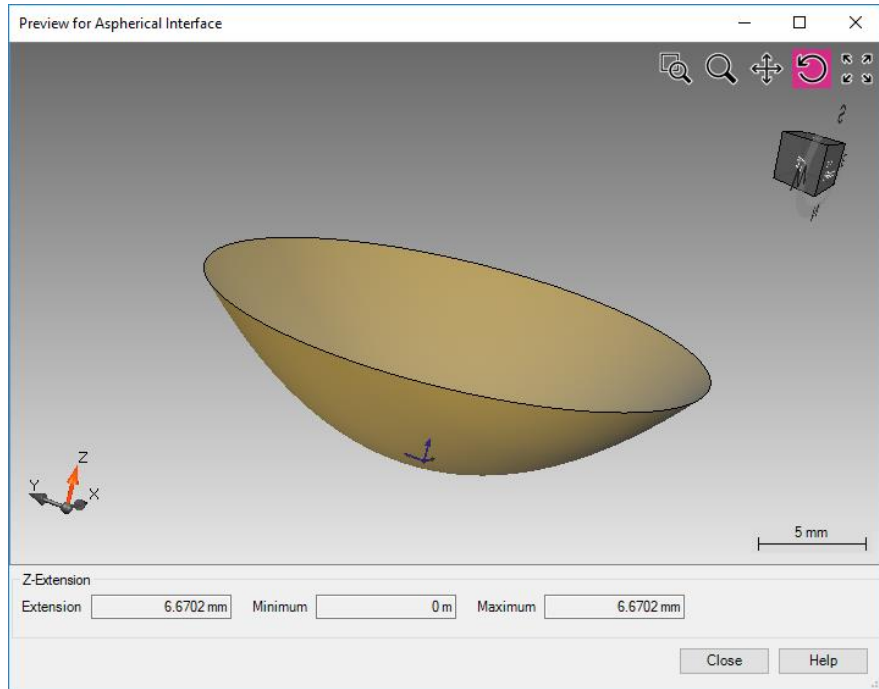 Preview for Aspherical Interface
Z
Y
X
5 mm
Z-Extension
Extension 6.6702 mm Minimum 0 m Maximum 6.6702 mm
Close Help